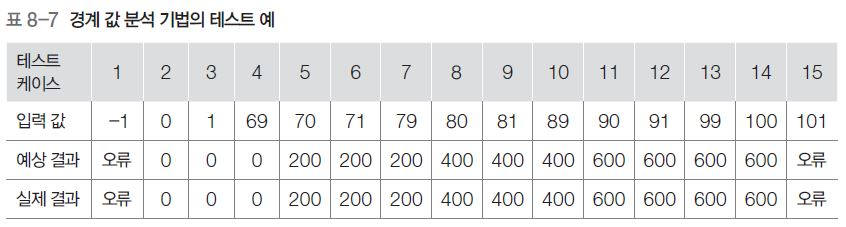 표 8-7 경계 값 분석 기법의 테스트 예
테스트 케이스 1 2 3 4 5 6 7 8 9 10 11 12 13 14 15
입력 값 -1 0 1 69 70 71 79 80 81 89 90 91 99 100 101
예상 결과 오류 0 0 0 200 200 200 400 400 400 600 600 600 600 오류
실제 결과 오류 0 0 0 200 200 200 400 400 400 600 600 600 600 오류